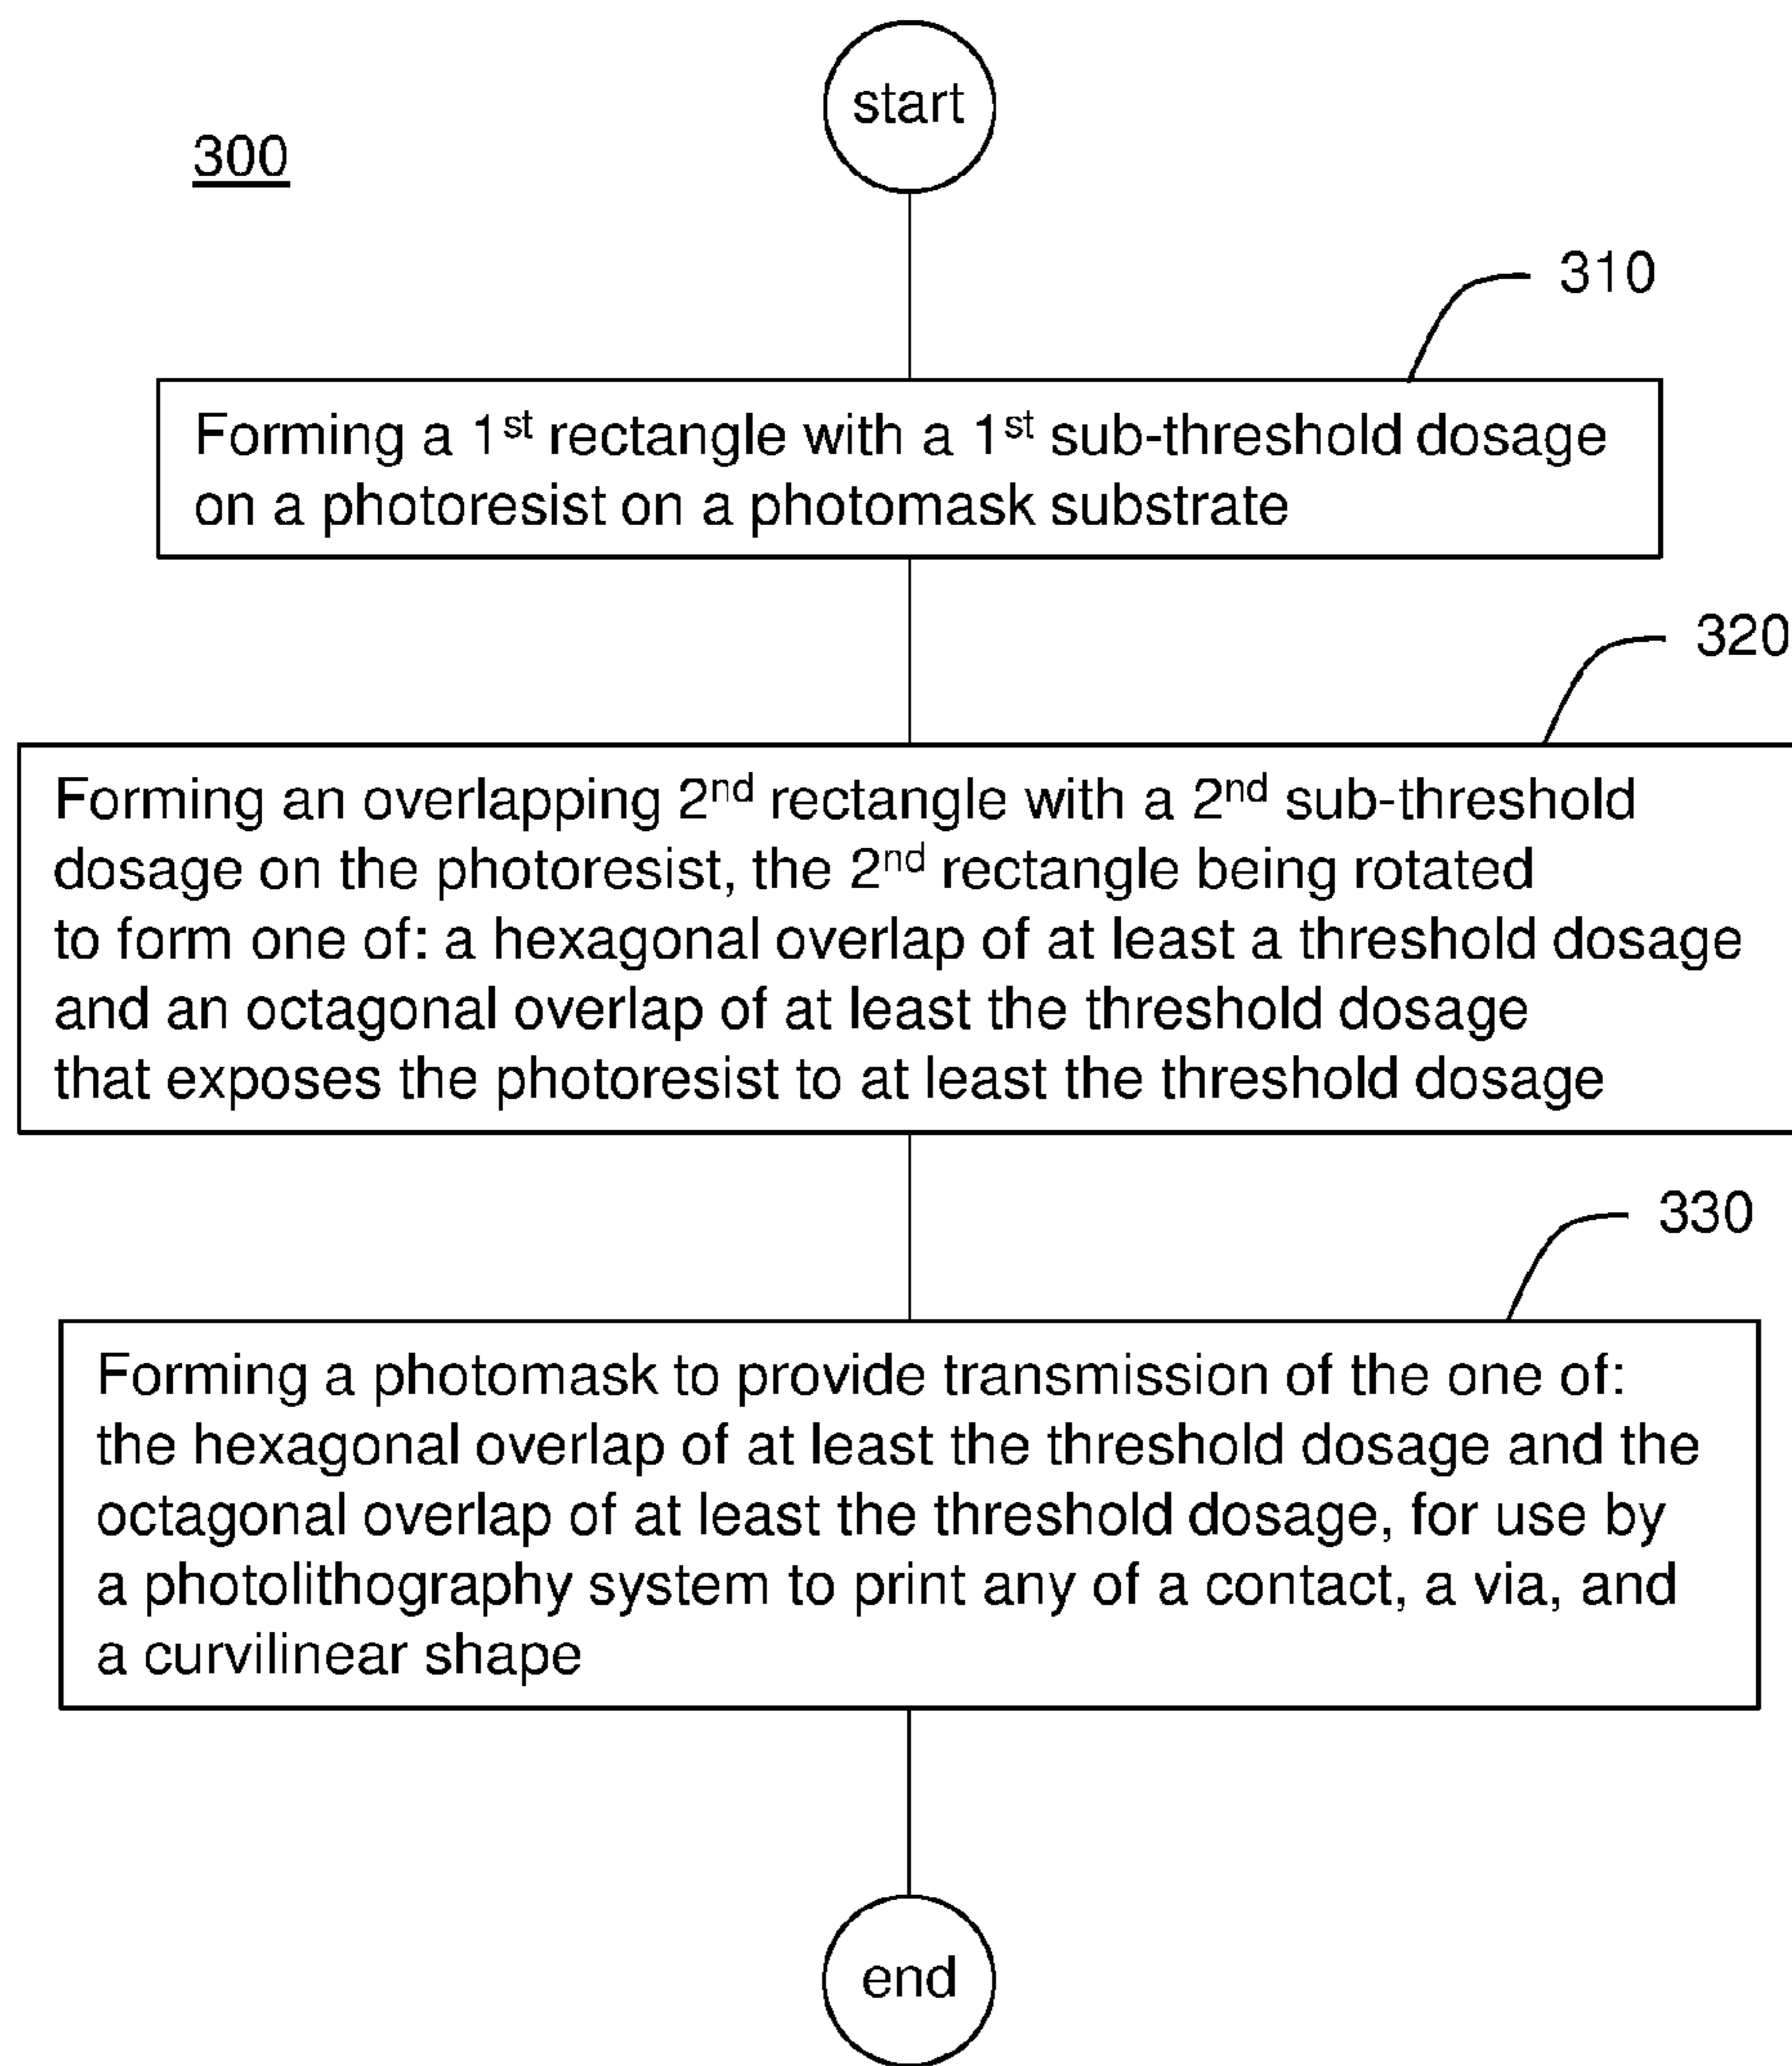 start
300
310
Forming a 1st rectangle with a 1st sub-threshold dosage
on a photoresist on a photomask substrate
320
Forming an overlapping 2nd rectangle with a 2nd sub-threshold
dosage on the photoresist, the 2nd rectangle being rotated
to form one of: a hexagonal overlap of at least a threshold dosage
and an octagonal overlap of at least the threshold dosage
that exposes the photoresist to at least the threshold dosage
330
Forming a photomask to provide transmission of the one of:
the hexagonal overlap of at least the threshold dosage and the
octagonal overlap of at least the threshold dosage, for use by
a photolithography system to print any of a contact, a via, and
a curvilinear shape
end